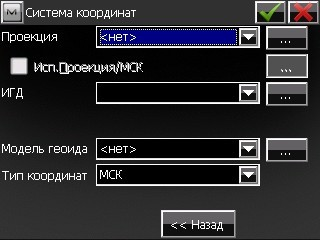 M Система координат
Проекция <нет> ...
Исп.Проекция/МСК ...
ИГД ...
Модель геоида <нет> ...
Тип координат МСК
<< Назад